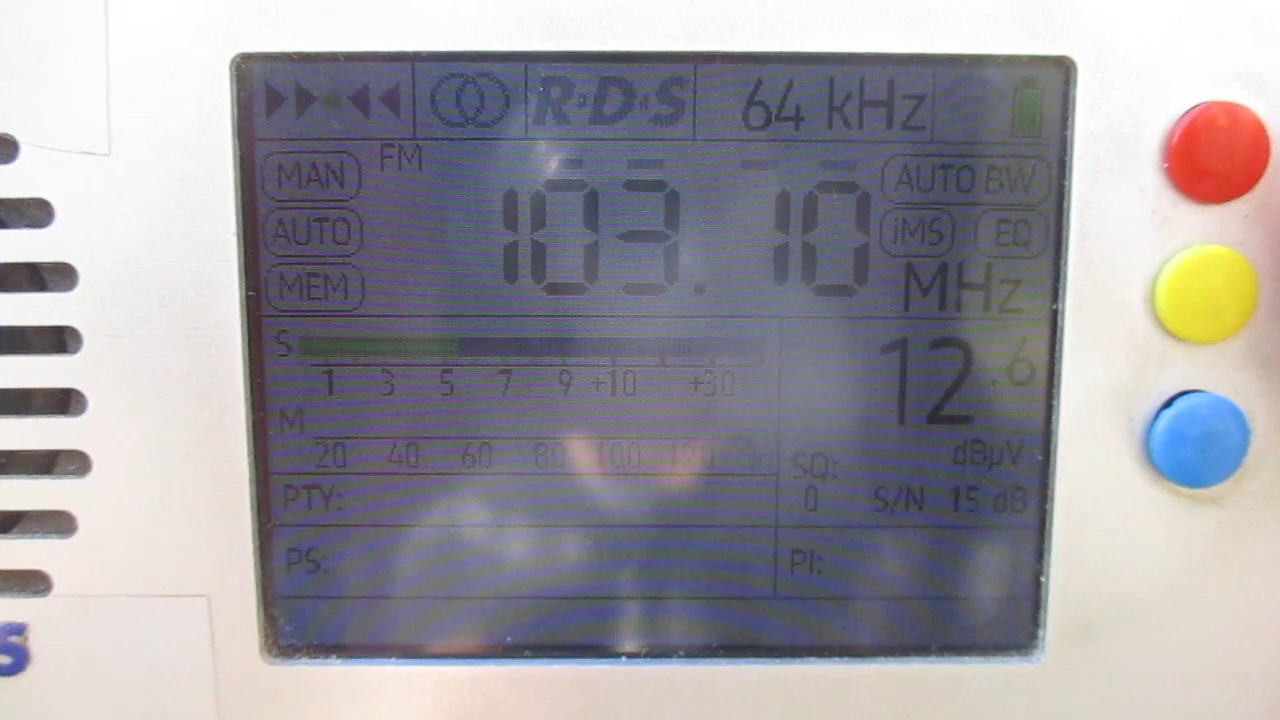 R·D·S 64 kHz
FM
MAN 103.10 AUTO BW
AUTO iMS EQ
MEM MHz
S
1 3 5 7 9 +10 +30
12.6
M
20 40 60 80 100 120
dBµV
SQ:
PTY: 0 S/N 15 dB
PS: PI:
S